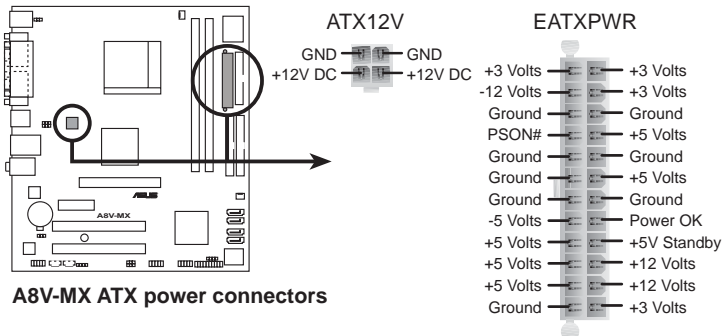 ATX12V
GND GND
+12V DC +12V DC
EATXPWR
+3 Volts +3 Volts
-12 Volts +3 Volts
Ground Ground
PSON# +5 Volts
Ground Ground
Ground +5 Volts
Ground Ground
-5 Volts Power OK
+5 Volts +5V Standby
+5 Volts +12 Volts
+5 Volts +12 Volts
Ground +3 Volts
ASUS
A8V-MX
A8V-MX ATX power connectors